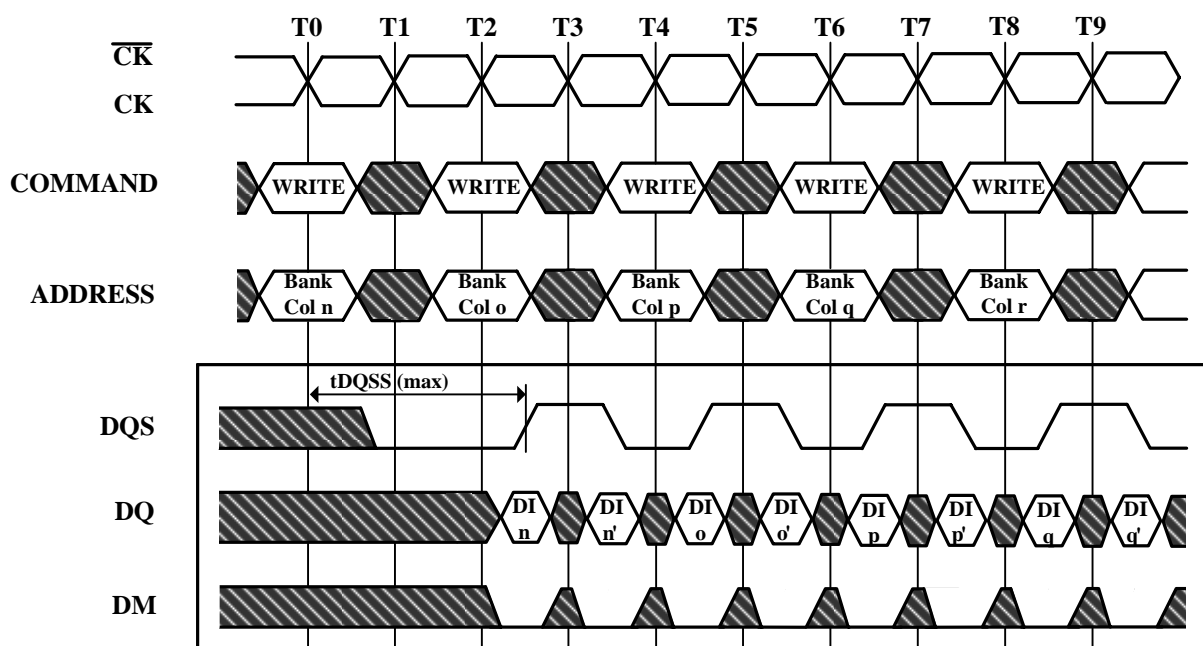 T0 T1 T2 T3 T4 T5 T6 T7 T8 T9
CK
CK
COMMAND WRITE WRITE WRITE WRITE WRITE
ADDRESS Bank Bank Bank Bank Bank
Col n Col o Col p Col q Col r
tDQSS (max)
DQS
DQ DI DI DI DI DI DI DI DI
n n' o o' p p' q q'
DM